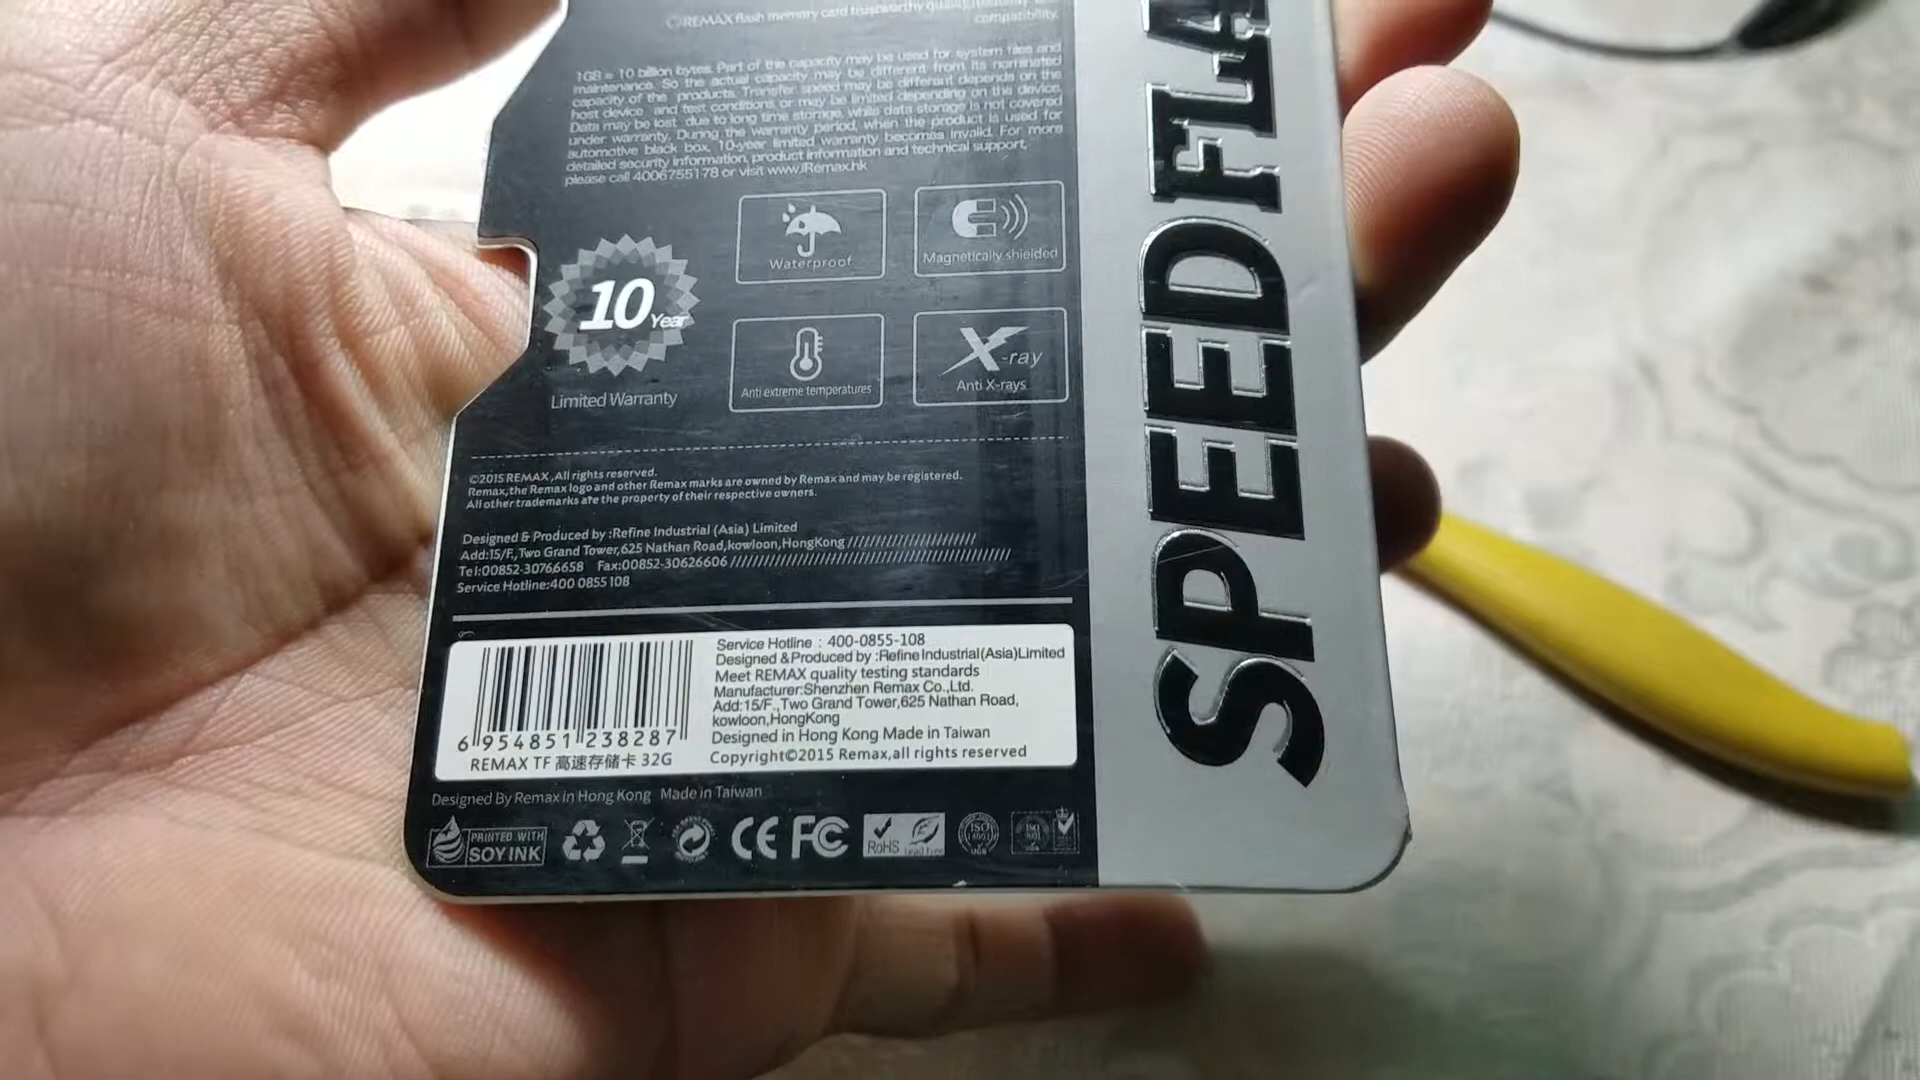 REMAX flash memory card trustworthy quality
compatibility.
1GB = 10 billion bytes. Part of the capacity may be used for system files and
maintenance. So the actual capacity may be different from its nominated
capacity of the products. Transfer speed may be different depends on the
host device and test conditions or may be limited depending on the device.
Data may be lost due to long time storage, while data storage is not covered
under warranty. During the warranty period, when the product is used for
automotive black box, 10-year limited warranty becomes invalid. For more
detailed security information, product information and technical support,
please call 4006755178 or visit www.iRemax.hk
10 Year
Limited Warranty
Waterproof
Magnetically shielded
Anti extreme temperatures
X-ray
Anti X-rays
©2015 REMAX ,All rights reserved.
Remax,the Remax logo and other Remax marks are owned by Remax and may be registered.
All other trademarks are the property of their respective owners.
Designed & Produced by :Refine Industrial (Asia) Limited
Add:15/F., Two Grand Tower,625 Nathan Road,kowloon,HongKong
Tel:00852-30766658 Fax:00852-30626606
Service Hotline:400 0855 108
6 954851 238287
REMAX TF 高速存储卡 32G
Service Hotline : 400-0855-108
Designed &Produced by :Refine Industrial(Asia)Limited
Meet REMAX quality testing standards
Manufacturer:Shenzhen Remax Co.,Ltd.
Add:15/F.,Two Grand Tower,625 Nathan Road,
kowloon,HongKong
Designed in Hong Kong Made in Taiwan
Copyright©2015 Remax,all rights reserved
Designed By Remax in Hong Kong Made in Taiwan
PRINTED WITH
SOY INK
CE FC
RoHS
Lead Free
ISO
14001
UGS
SPEED FLA